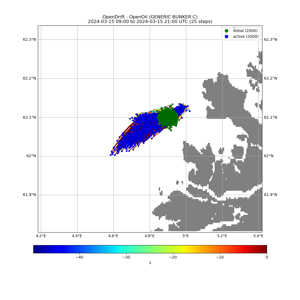 OpenDrift - OpenOil (GENERIC BUNKER C)
2024-03-15 09:00 to 2024-03-15 21:00 UTC (25 steps)
initial (2000)
active (2000)
62.3°N 62.3°N
62.2°N 62.2°N
62.1°N 62.1°N
62°N 62°N
61.9°N 61.9°N
4.2°E 4.4°E 4.6°E 4.8°E 5°E 5.2°E 5.4°E
−40 −30 −20 −10 0
z